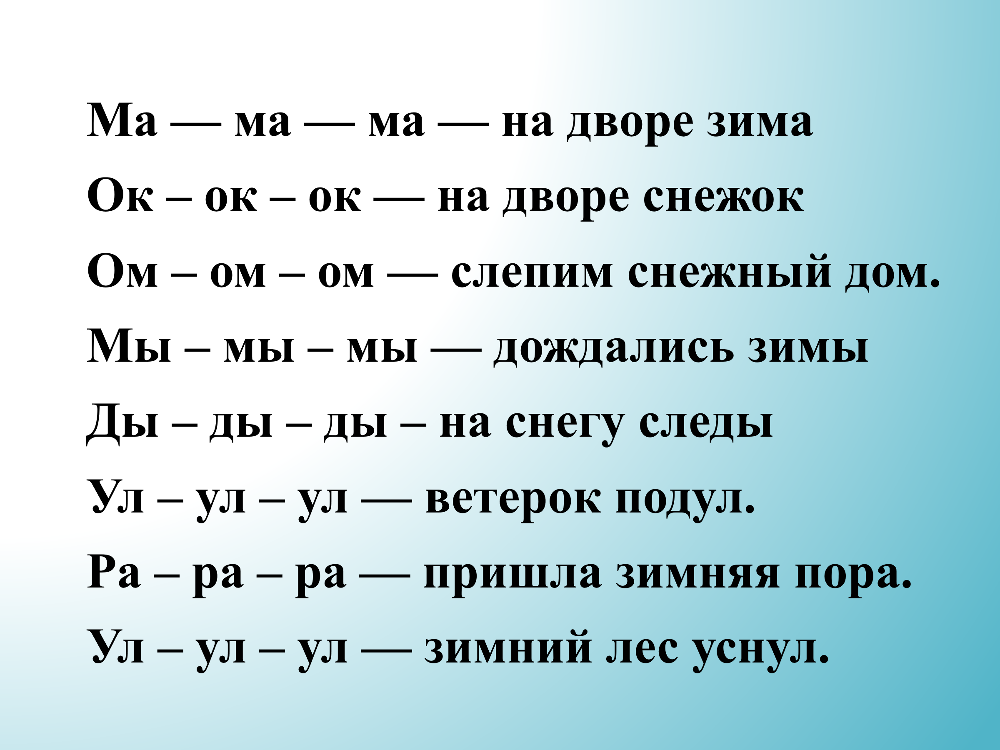 Ма — ма — ма — на дворе зима
Ок – ок – ок — на дворе снежок
Ом – ом – ом — слепим снежный дом.
Мы – мы – мы — дождались зимы
Ды – ды – ды – на снегу следы
Ул – ул – ул — ветерок подул.
Ра – ра – ра — пришла зимняя пора.
Ул – ул – ул — зимний лес уснул.